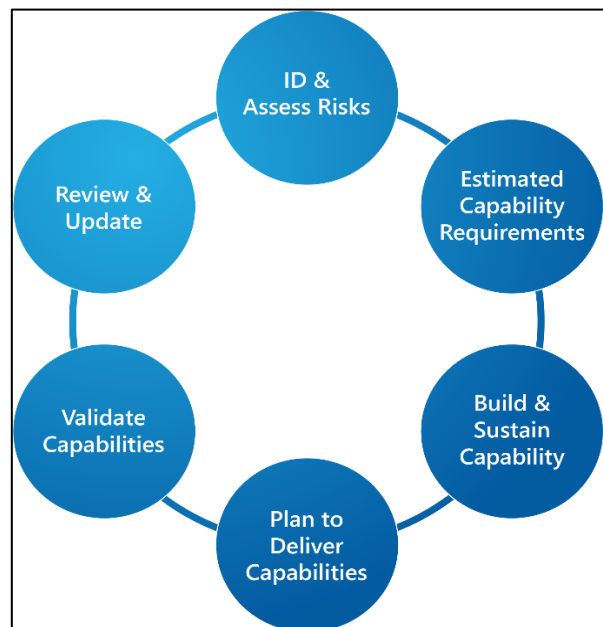 ID &
Assess Risks
Estimated
Capability
Requirements
Build &
Sustain
Capability
Plan to
Deliver
Capabilities
Validate
Capabilities
Review &
Update